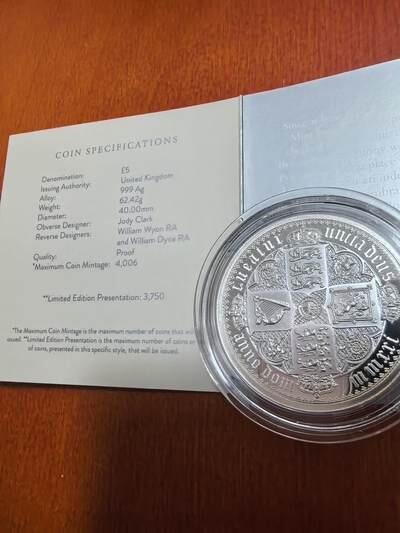 COIN SPECIFICATIONS
Denomination: £5
Issuing Authority: United Kingdom
Alloy: 999 Ag
Weight: 62.42g
Diameter: 40.00mm
Obverse Designer: Jody Clark
Reverse Designers: William Wyon RA
and William Dyce RA
Quality: Proof
*Maximum Coin Mintage: 4,006
**Limited Edition Presentation: 3,750
*The Maximum Coin Mintage is the maximum number of coins that will
issued. **Limited Edition Presentation is the maximum number of coins
of coins, presented in this specific style, that will be issued.
tueatur unita deus
anno dom mmxxi